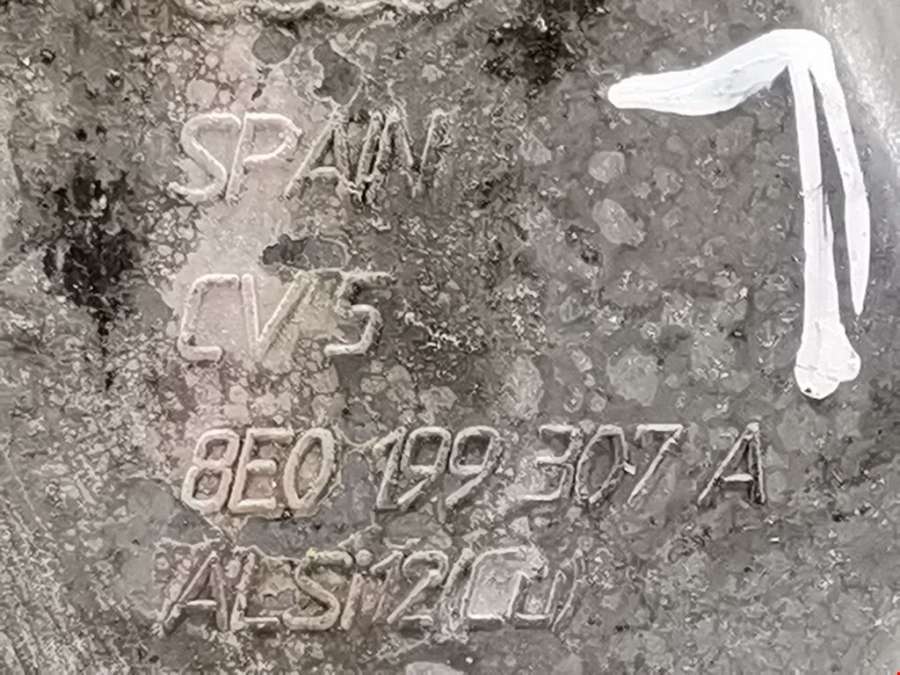 SPAIN
CV5
8E0 199 307 A
ALSi12(Cu)